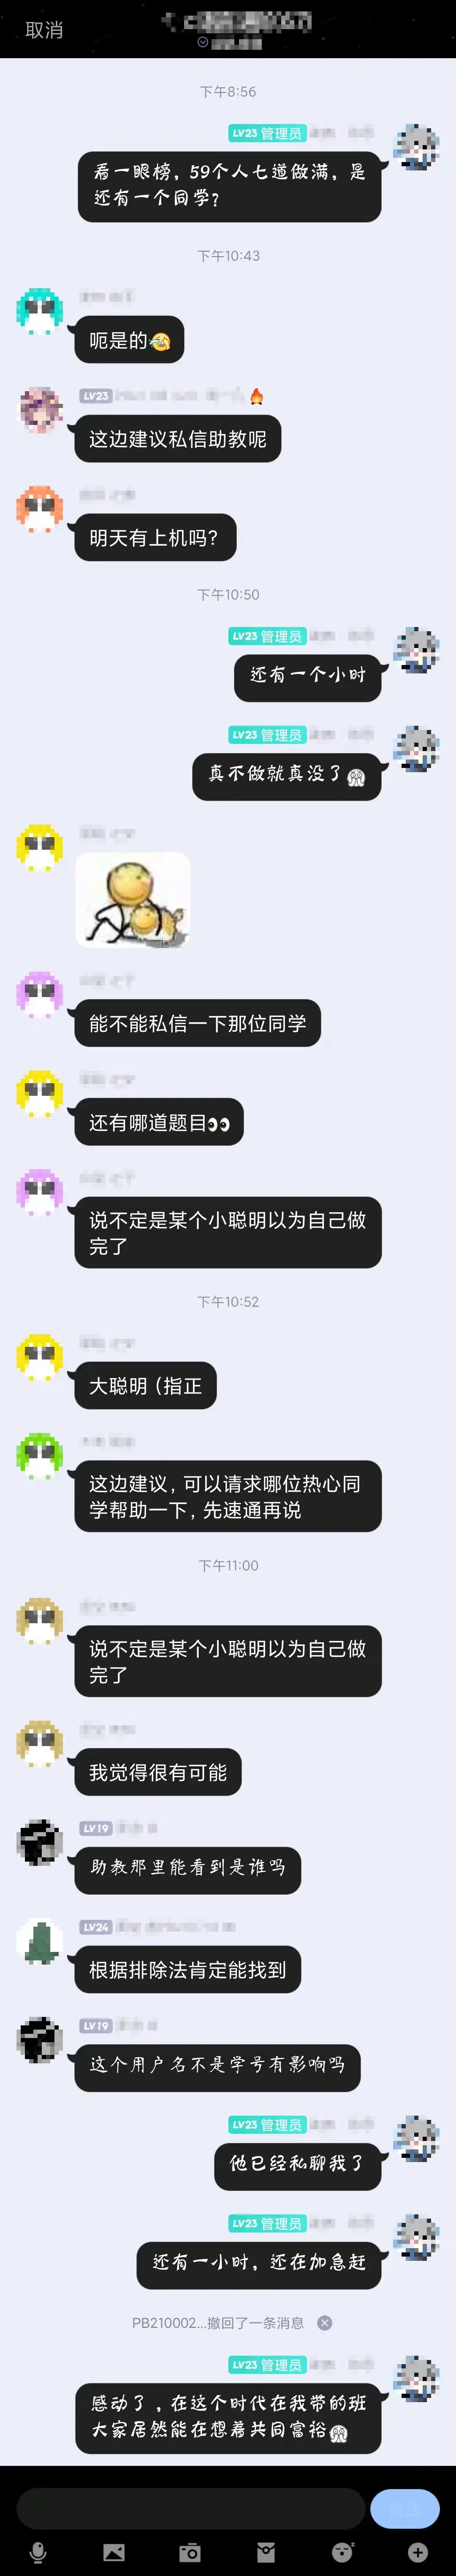 取消
下午8:56
LV23 管理员
看一眼榜，59个人七道做满，是
还有一个同学？
下午10:43
呃是的🤣
LV23
🔥
这边建议私信助教呢
明天有上机吗？
下午10:50
LV23 管理员
还有一个小时
LV23 管理员
真不做就真没了
能不能私信一下那位同学
还有哪道题目👀
说不定是某个小聪明以为自己做
完了
下午10:52
大聪明（指正
这边建议，可以请求哪位热心同
学帮助一下，先速通再说
下午11:00
说不定是某个小聪明以为自己做
完了
我觉得很有可能
LV19
助教那里能看到是谁吗
LV24
根据排除法肯定能找到
LV19
这个用户名不是学号有影响吗
LV23 管理员
他已经私聊我了
LV23 管理员
还有一小时，还在加急赶
PB210002...撤回了一条消息
LV23 管理员
感动了，在这个时代在我带的班
大家居然能在想着共同富裕